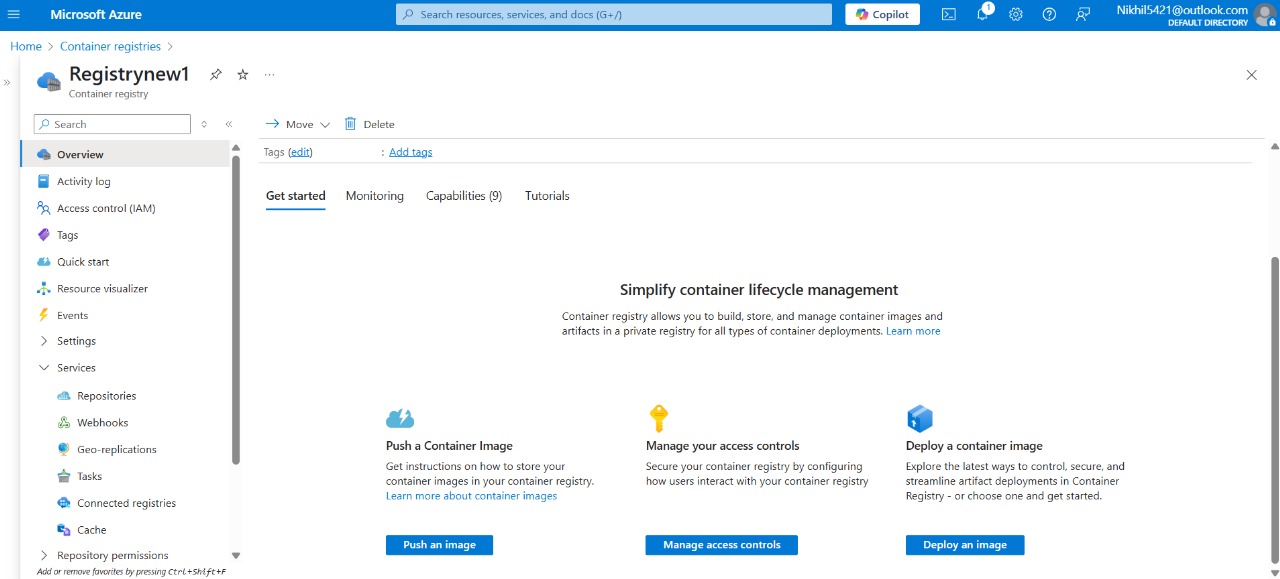 Microsoft Azure
Search resources, services, and docs (G+/)
Copilot
1
Nikhil5421@outlook.com
DEFAULT DIRECTORY
Home > Container registries >
Registrynew1
Container registry
Search
Overview
Activity log
Access control (IAM)
Tags
Quick start
Resource visualizer
Events
Settings
Services
Repositories
Webhooks
Geo-replications
Tasks
Connected registries
Cache
Repository permissions
Add or remove favorites by pressing Ctrl+Shift+F
Move
Delete
Tags (edit) : Add tags
Get started Monitoring Capabilities (9) Tutorials
Simplify container lifecycle management
Container registry allows you to build, store, and manage container images and
artifacts in a private registry for all types of container deployments. Learn more
Push a Container Image
Get instructions on how to store your
container images in your container registry.
Learn more about container images
Push an image
Manage your access controls
Secure your container registry by configuring
how users interact with your container registry
Manage access controls
Deploy a container image
Explore the latest ways to control, secure, and
streamline artifact deployments in Container
Registry - or choose one and get started.
Deploy an image